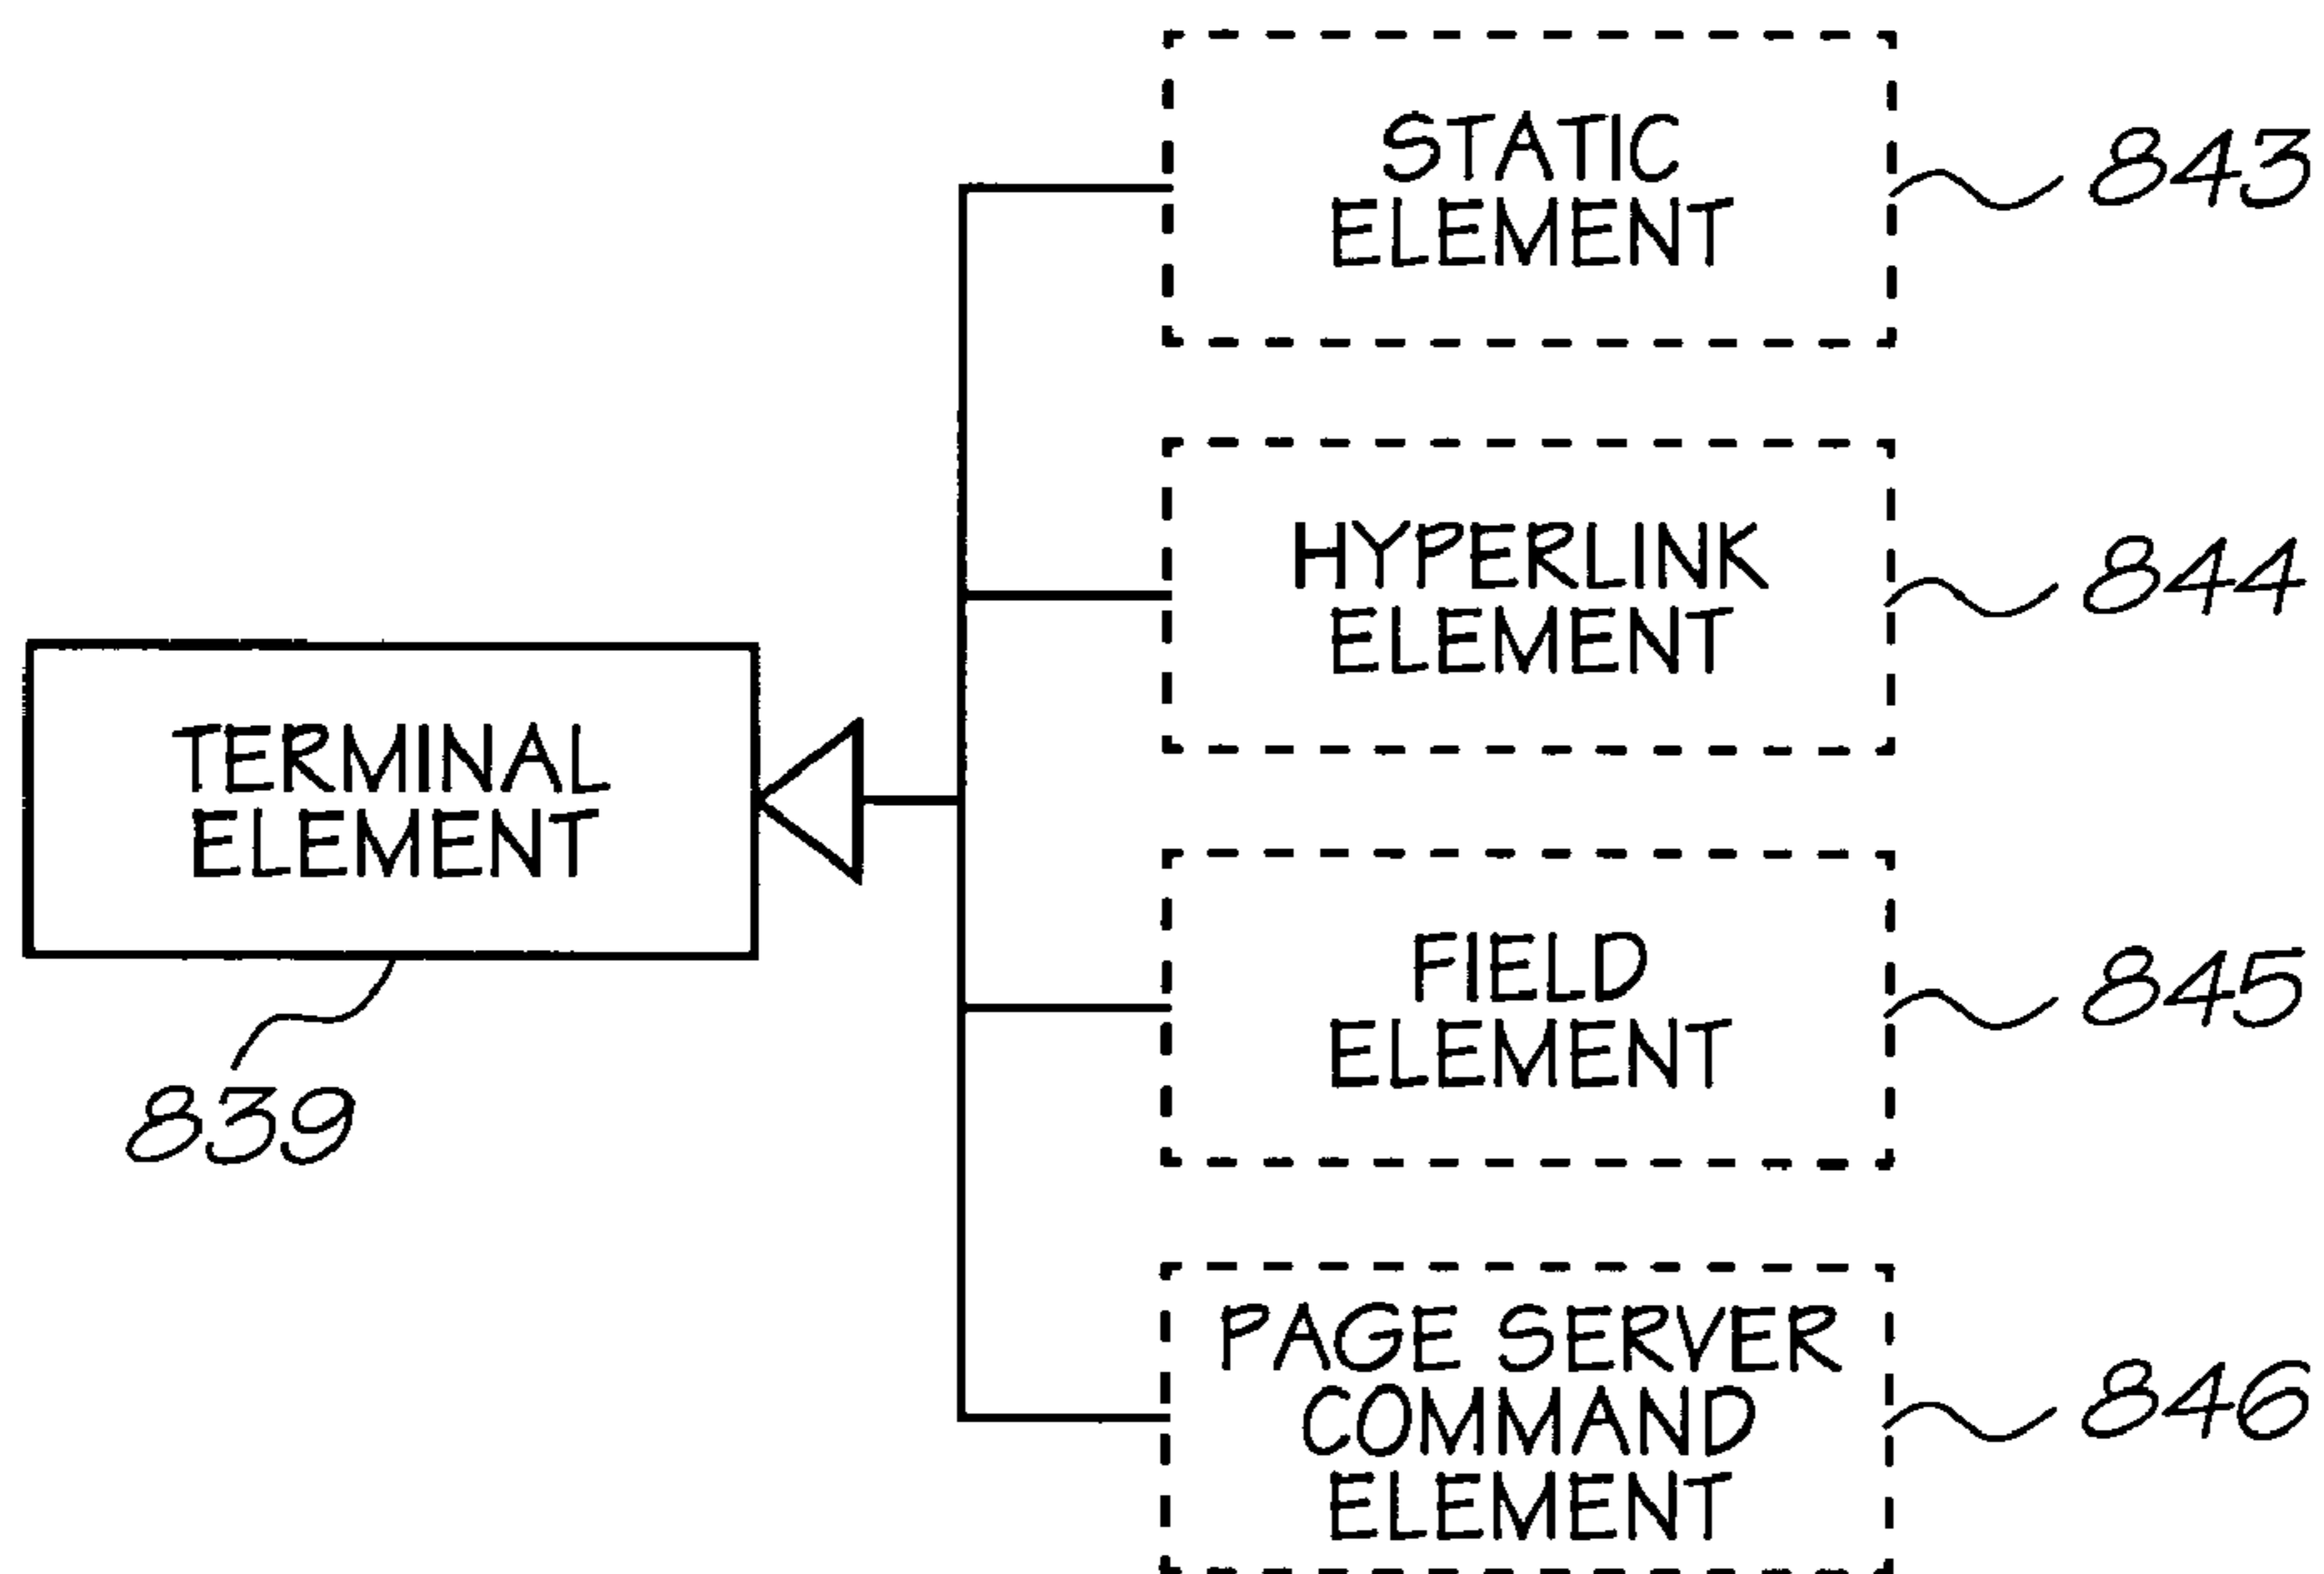 STATIC
ELEMENT
843
HYPERLINK
ELEMENT
844
TERMINAL
ELEMENT
839
FIELD
ELEMENT
845
PAGE SERVER
COMMAND
ELEMENT
846